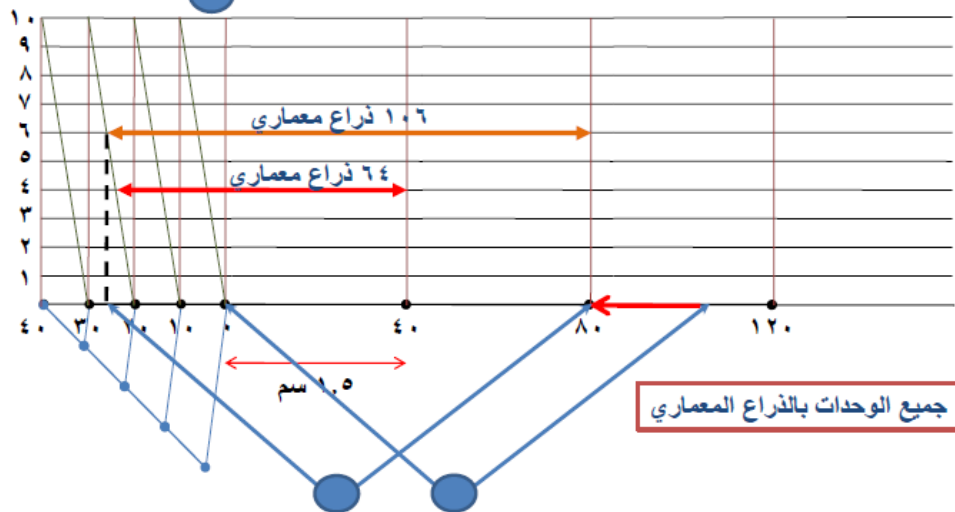 ١٠
٩
٨
٧
١٠٦ ذراع معماري
٦
٥
٦٤ ذراع معماري
٤
٣
٢
١
٤٠ ٣٠ ٢٠ ١٠ ٠ ٤٠ ٨٠ ١٢٠
١.٥ سم
جميع الوحدات بالذراع المعماري